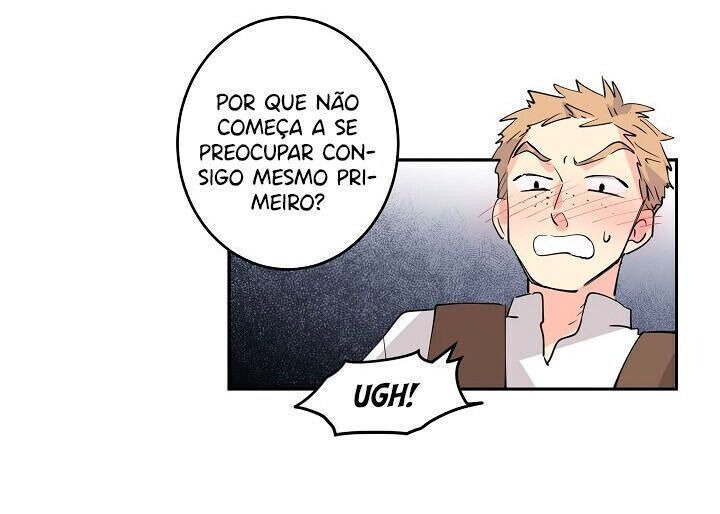 POR QUE NÃO
COMEÇA A SE
PREOCUPAR CON-
SIGO MESMO PRI-
MEIRO?
UGH!